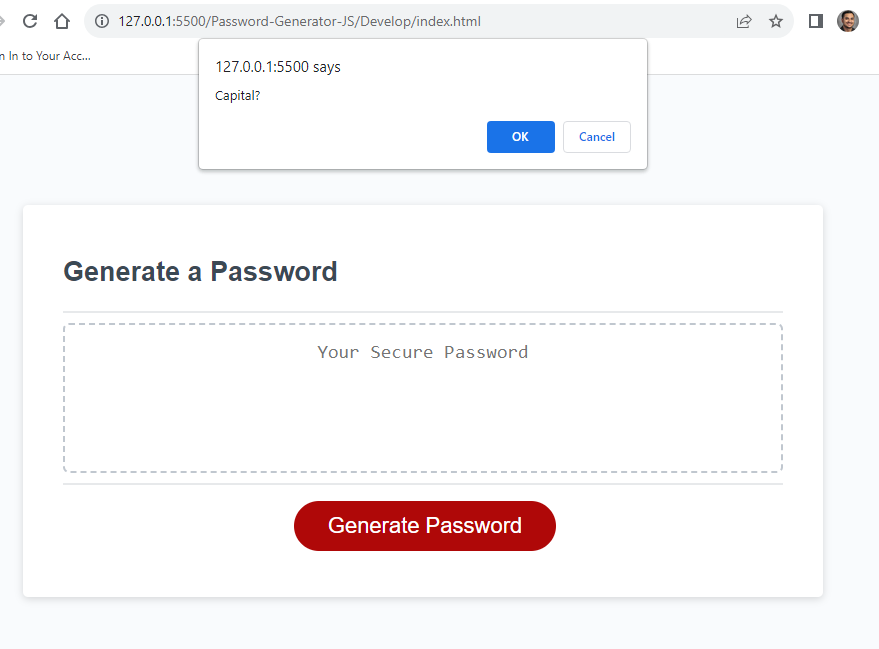 127.0.0.1:5500/Password-Generator-JS/Develop/index.html
n In to Your Acc...
127.0.0.1:5500 says
Capital?
OK Cancel
Generate a Password
Your Secure Password
Generate Password